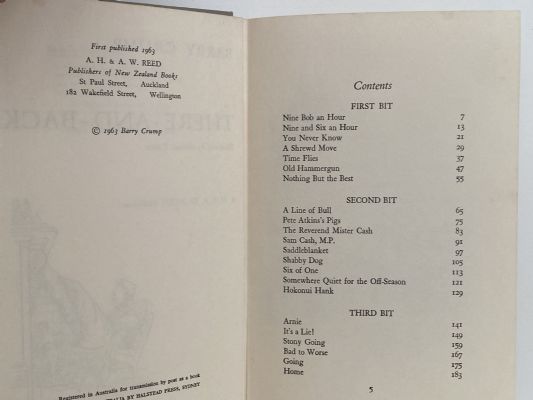 First published 1963
A. H. & A. W. REED
Publishers of New Zealand Books
St Paul Street, Auckland
182 Wakefield Street, Wellington
© 1963 Barry Crump
Registered in Australia for transmission by post as a book
BY HALSTEAD PRESS, SYDNEY
Contents
FIRST BIT
Nine Bob an Hour 7
Nine and Six an Hour 13
You Never Know 21
A Shrewd Move 29
Time Flies 37
Old Hammergun 47
Nothing But the Best 55
SECOND BIT
A Line of Bull 65
Pete Atkins's Pigs 75
The Reverend Mister Cash 83
Sam Cash, M.P. 91
Saddleblanket 97
Shabby Dog 105
Six of One 113
Somewhere Quiet for the Off-Season 121
Hokonui Hank 129
THIRD BIT
Arnie 141
It's a Lie! 149
Stony Going 159
Bad to Worse 167
Going 175
Home 183
5